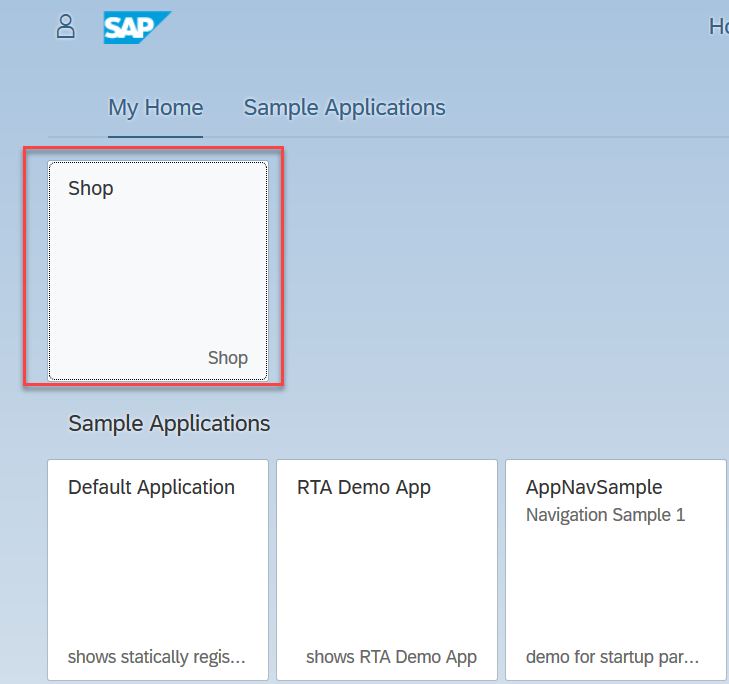 SAP
My Home Sample Applications
Shop
Shop
Sample Applications
Default Application RTA Demo App AppNavSample
Navigation Sample 1
shows statically regis... shows RTA Demo App demo for startup par...